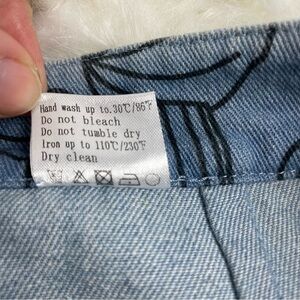 Hand wash up to.30℃/86℉
Do not bleach
Do not tumble dry
Iron up to 110℃/230℉
Dry clean